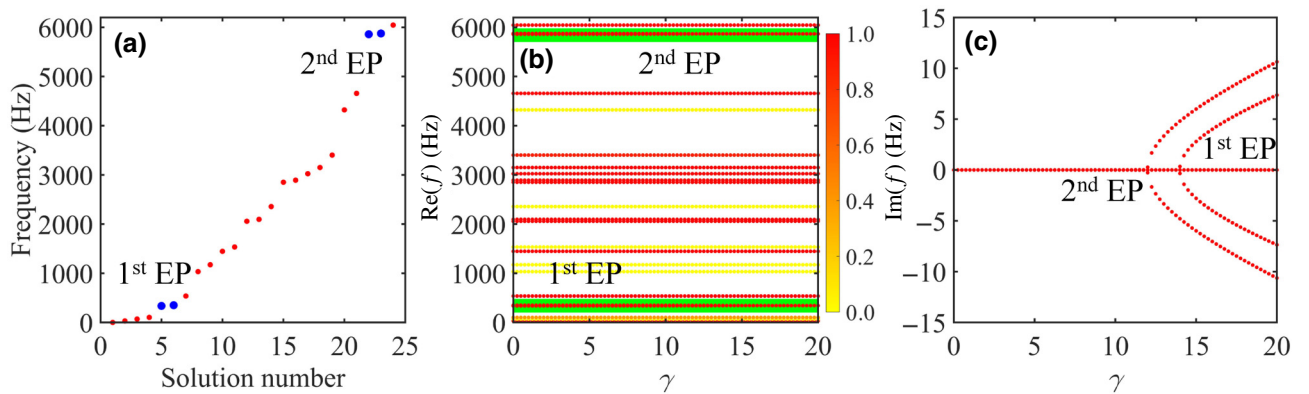 (a)
Frequency (Hz)
6000
5000
4000
3000
2000
1000
0
2nd EP
1st EP
0 5 10 15 20 25
Solution number
(b)
Re(f) (Hz)
6000
5000
4000
3000
2000
1000
0
2nd EP
1st EP
0 5 10 15 20
γ
1.0
0.8
0.6
0.4
0.2
0.0
(c)
Im(f) (Hz)
15
10
5
0
−5
−10
−15
1st EP
2nd EP
0 5 10 15 20
γ